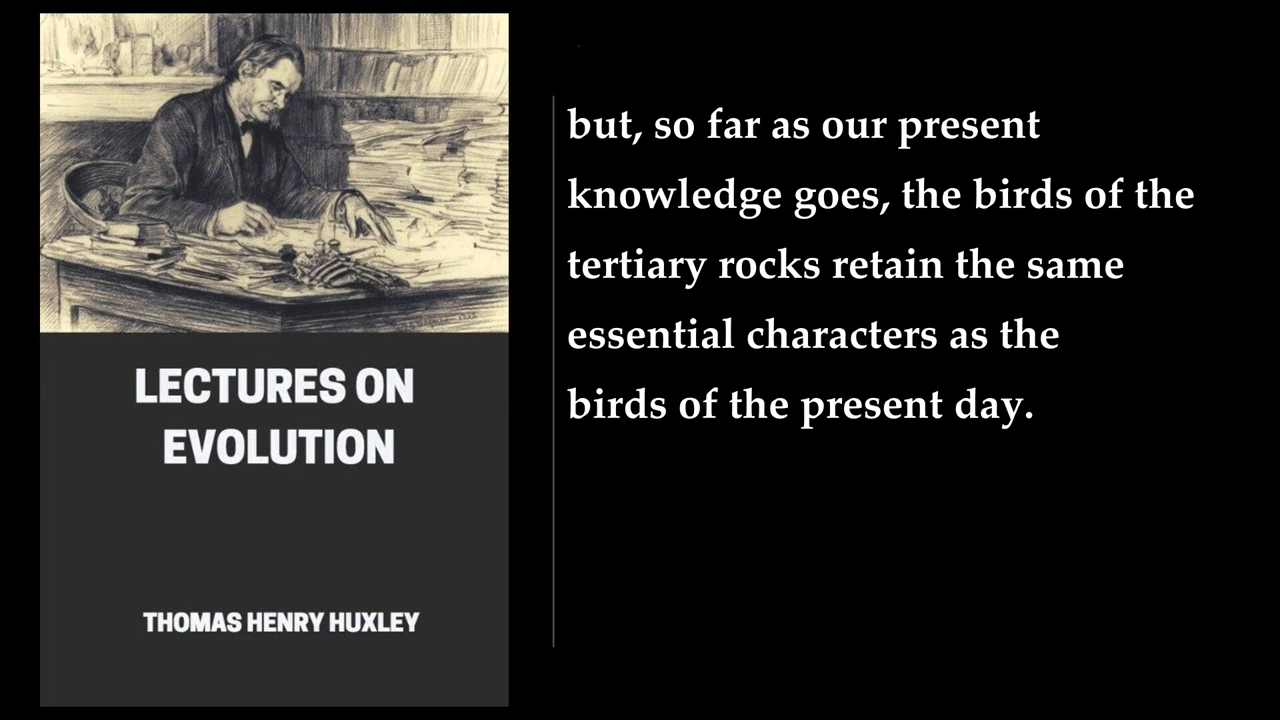 LECTURES ON
EVOLUTION
THOMAS HENRY HUXLEY
but, so far as our present
knowledge goes, the birds of the
tertiary rocks retain the same
essential characters as the
birds of the present day.